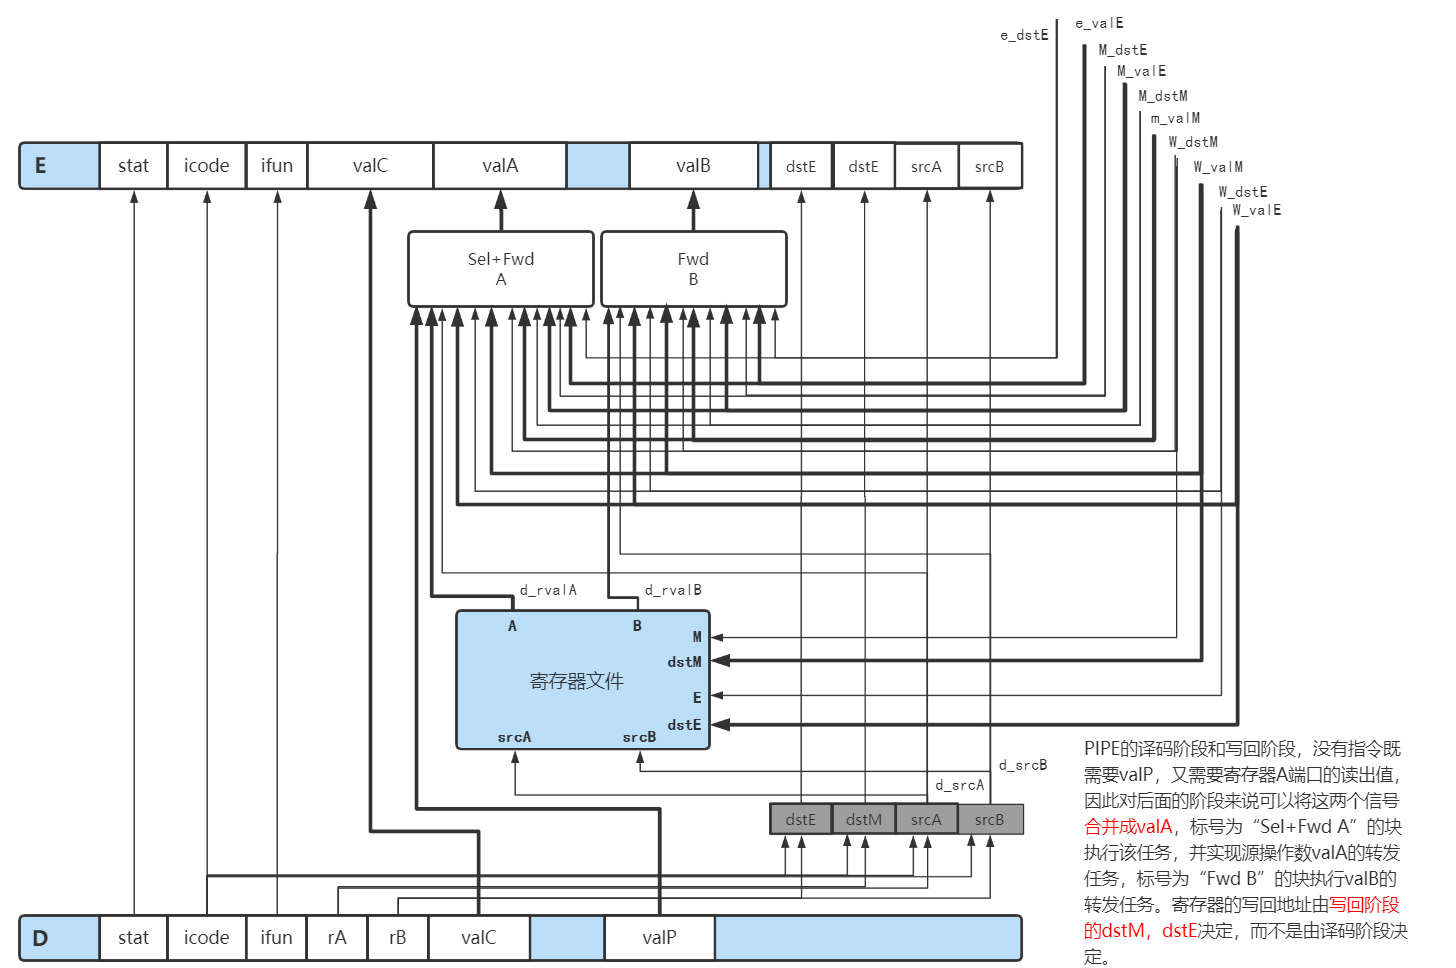 e_dstE
e_valE
M_dstE
M_valE
M_dstM
m_valM
W_dstM
W_valM
W_dstE
W_valE
E stat icode ifun valC valA valB dstE dstE srcA srcB
Sel+Fwd
A
Fwd
B
d_rvalA
d_rvalB
A
B
M
dstM
寄存器文件
E
dstE
srcA
srcB
d_srcB
d_srcA
dstE dstM srcA srcB
D stat icode ifun rA rB valC valP
PIPE的译码阶段和写回阶段，没有指令既
需要valP，又需要寄存器A端口的读出值，
因此对后面的阶段来说可以将这两个信号
合并成valA，标号为“Sel+Fwd A”的块
执行该任务，并实现源操作数valA的转发
任务，标号为“Fwd B”的块执行valB的
转发任务。寄存器的写回地址由写回阶段
的dstM，dstE决定，而不是由译码阶段决
定。